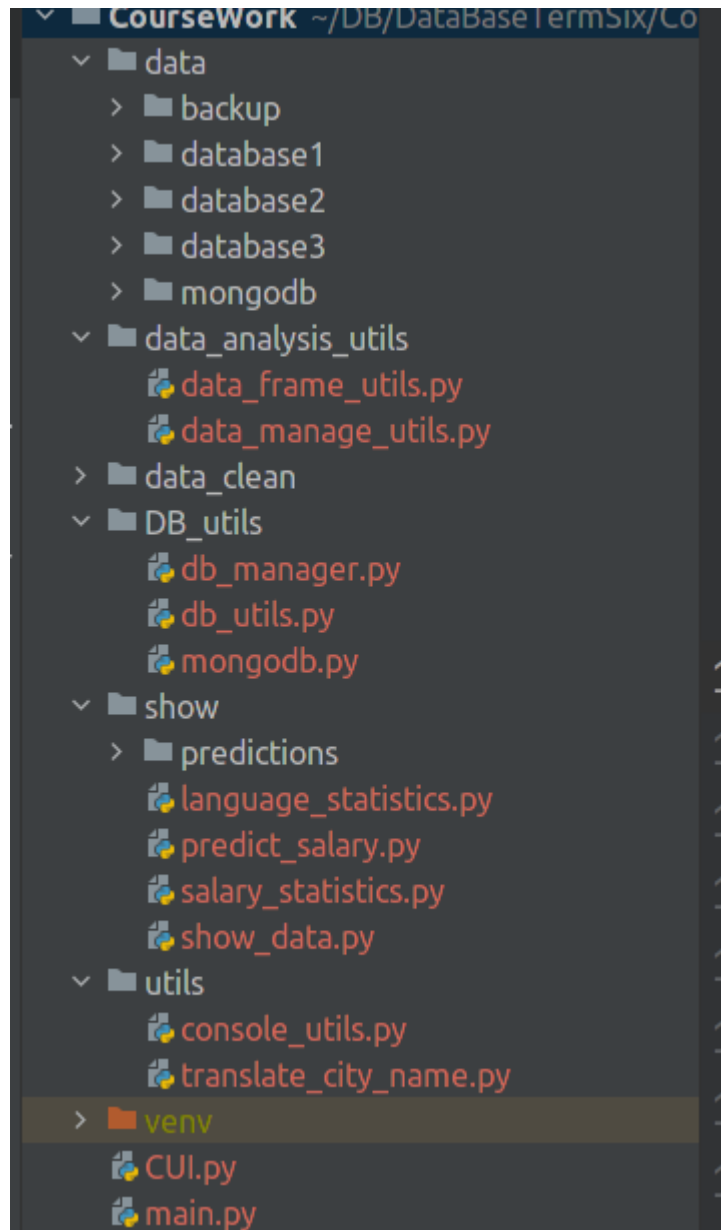 CourseWork ~/DB/DataBaseTermSix/Co
data
backup
database1
database2
database3
mongodb
data_analysis_utils
data_frame_utils.py
data_manage_utils.py
data_clean
DB_utils
db_manager.py
db_utils.py
mongodb.py
show
predictions
language_statistics.py
predict_salary.py
salary_statistics.py
show_data.py
utils
console_utils.py
translate_city_name.py
venv
CUI.py
main.py